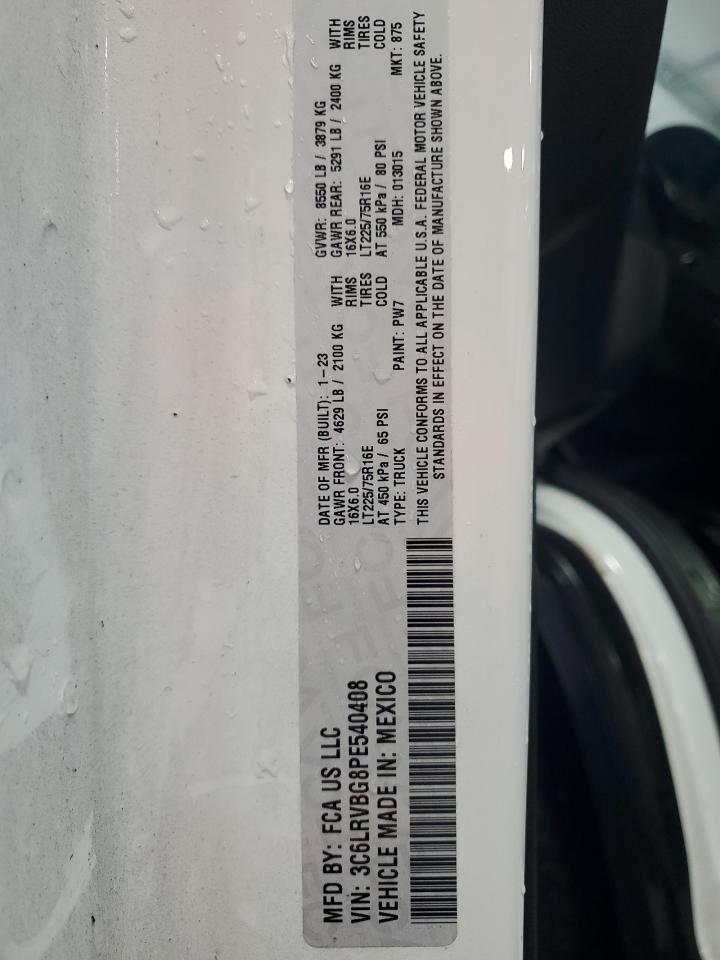 MFD BY: FCA US LLC
VIN: 3C6LRVBG8PE540408
VEHICLE MADE IN: MEXICO
DATE OF MFR (BUILT): 1-23 GVWR: 8550 LB / 3879 KG
GAWR FRONT: 4629 LB / 2100 KG WITH GAWR REAR: 5291 LB / 2400 KG WITH
16X6.0 RIMS 16X6.0 RIMS
LT225/75R16E TIRES LT225/75R16E TIRES
AT 450 kPa / 65 PSI COLD AT 550 kPa / 80 PSI COLD
TYPE: TRUCK PAINT: PW7 MDH: 013015 MKT: 875
THIS VEHICLE CONFORMS TO ALL APPLICABLE U.S.A. FEDERAL MOTOR VEHICLE SAFETY
STANDARDS IN EFFECT ON THE DATE OF MANUFACTURE SHOWN ABOVE.